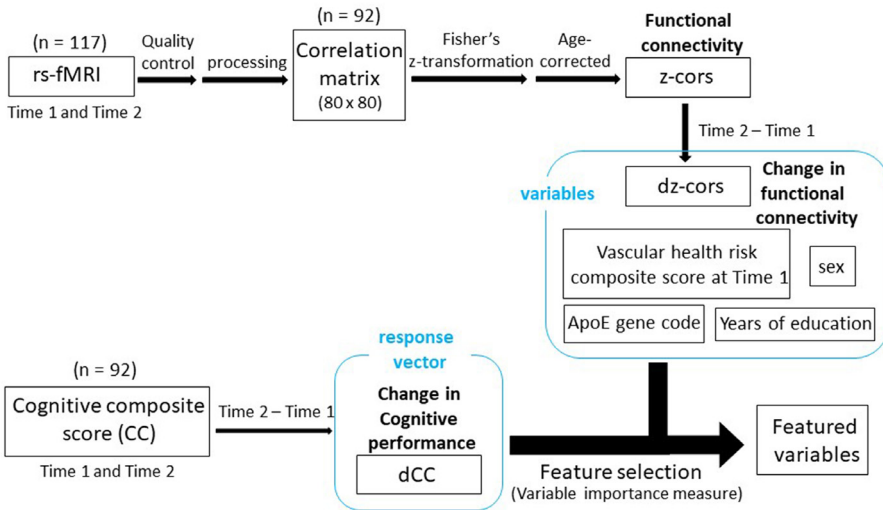 (n = 117)
rs-fMRI
Time 1 and Time 2
Quality
control
processing
(n = 92)
Correlation
matrix
(80 x 80)
Fisher's
z-transformation
Age-
corrected
Functional
connectivity
z-cors
Time 2 – Time 1
variables
dz-cors
Change in
functional
connectivity
Vascular health risk
composite score at Time 1
sex
ApoE gene code
Years of education
(n = 92)
Cognitive composite
score (CC)
Time 1 and Time 2
Time 2 – Time 1
response
vector
Change in
Cognitive
performance
dCC
Feature selection
(Variable importance measure)
Featured
variables